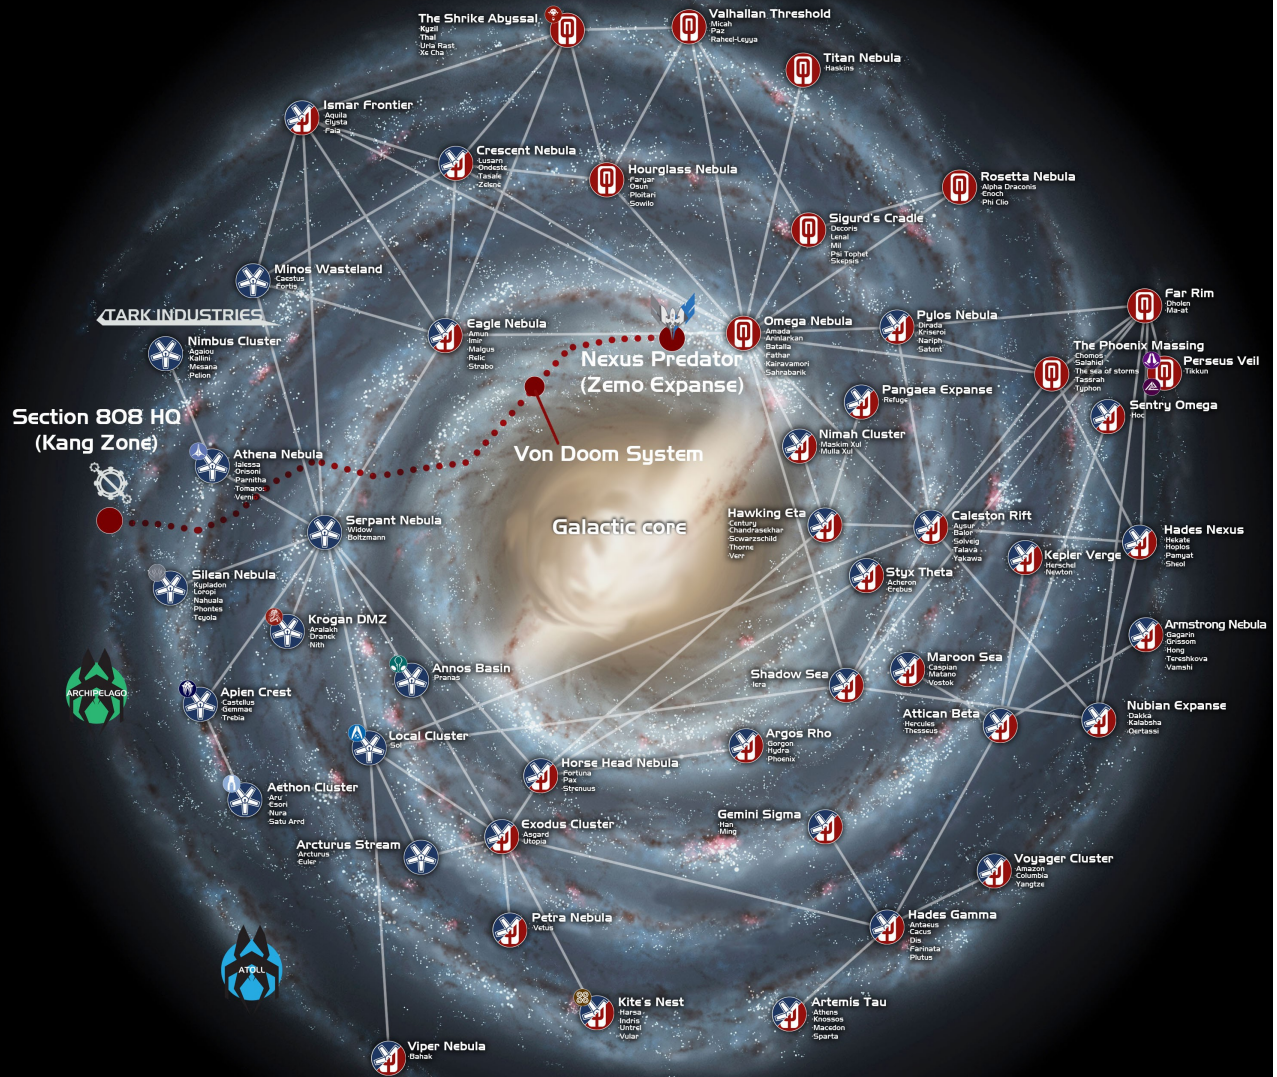 The Shrike Abyssal
Kyzil
Thal
Urla Rast
Xe Cha
Valhallan Threshold
Micah
Paz
Raheel-Leyya
Titan Nebula
Haskins
Ismar Frontier
Aquila
Elysta
Faia
Crescent Nebula
Lusarn
Ondeste
Tasale
Zelene
Hourglass Nebula
Faryar
Osun
Ploitari
Sowilo
Rosetta Nebula
Alpha Draconis
Enoch
Phi Clio
Sigurd's Cradle
Decoris
Lenal
Mil
Psi Tophet
Skepsis
Minos Wasteland
Caestus
Fortis
TARK INDUSTRIES
Nimbus Cluster
Agaiou
Kallini
Mesana
Pelion
Eagle Nebula
Amun
Imir
Malgus
Relic
Strabo
Nexus Predator
(Zemo Expanse)
Omega Nebula
Amada
Arinlarkan
Batalla
Fathar
Kairavamori
Sahrabarik
Pylos Nebula
Dirada
Kriseroi
Nariph
Satent
Far Rim
Dholen
Ma-at
The Phoenix Massing
Chomos
Salahiel
The sea of storms
Tassrah
Typhon
Perseus Veil
Tikkun
Pangaea Expanse
Refuge
Sentry Omega
Hoc
Section 808 HQ
(Kang Zone)
Athena Nebula
Ialessa
Orisoni
Parnitha
Tomaros
Vernio
Von Doom System
Nimah Cluster
Maskim Xul
Mulla Xul
Serpant Nebula
Widow
Boltzmann
Galactic core
Hawking Eta
Century
Chandrasekhar
Scwarzschild
Thorne
Verr
Caleston Rift
Aysur
Balor
Solveig
Talava
Yakawa
Hades Nexus
Hekate
Hoplos
Pamyat
Sheol
Kepler Verge
Herschel
Newton
Silean Nebula
Kypladon
Loropi
Nahuala
Phontes
Teyola
Styx Theta
Acheron
Erebus
Krogan DMZ
Aralakh
Dranek
Nith
Armstrong Nebula
Gagarin
Grissom
Hong
Tereshkova
Vamshi
Annos Basin
Pranas
Shadow Sea
Iera
Maroon Sea
Caspian
Matano
Vostok
ARCHIPELAGO
Apien Crest
Castellus
Gemmae
Trebia
Attican Beta
Hercules
Thesseus
Nubian Expanse
Dakka
Kalabsha
Qertassi
Local Cluster
Sol
Argos Rho
Gorgon
Hydra
Phoenix
Horse Head Nebula
Fortuna
Pax
Strenuus
Aethon Cluster
Aru
Esori
Nura
Satu Arrd
Exodus Cluster
Asgard
Utopia
Gemini Sigma
Han
Ming
Arcturus Stream
Arcturus
Euler
Voyager Cluster
Amazon
Columbia
Yangtze
Petra Nebula
Vetus
Hades Gamma
Antaeus
Cacus
Dis
Farinata
Plutus
ATOLL
Kite's Nest
Harsa
Indris
Untrel
Vular
Artemis Tau
Athens
Knossos
Macedon
Sparta
Viper Nebula
Bahak